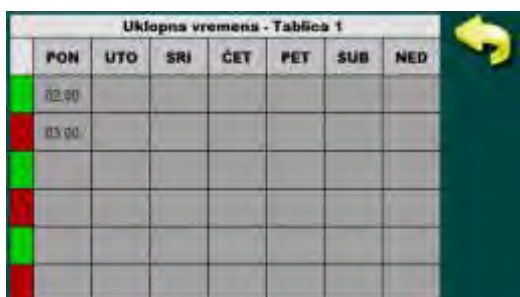 Uklopna vremena - Tablica 1
PON UTO SRI ČET PET SUB NED
02:00
03:00